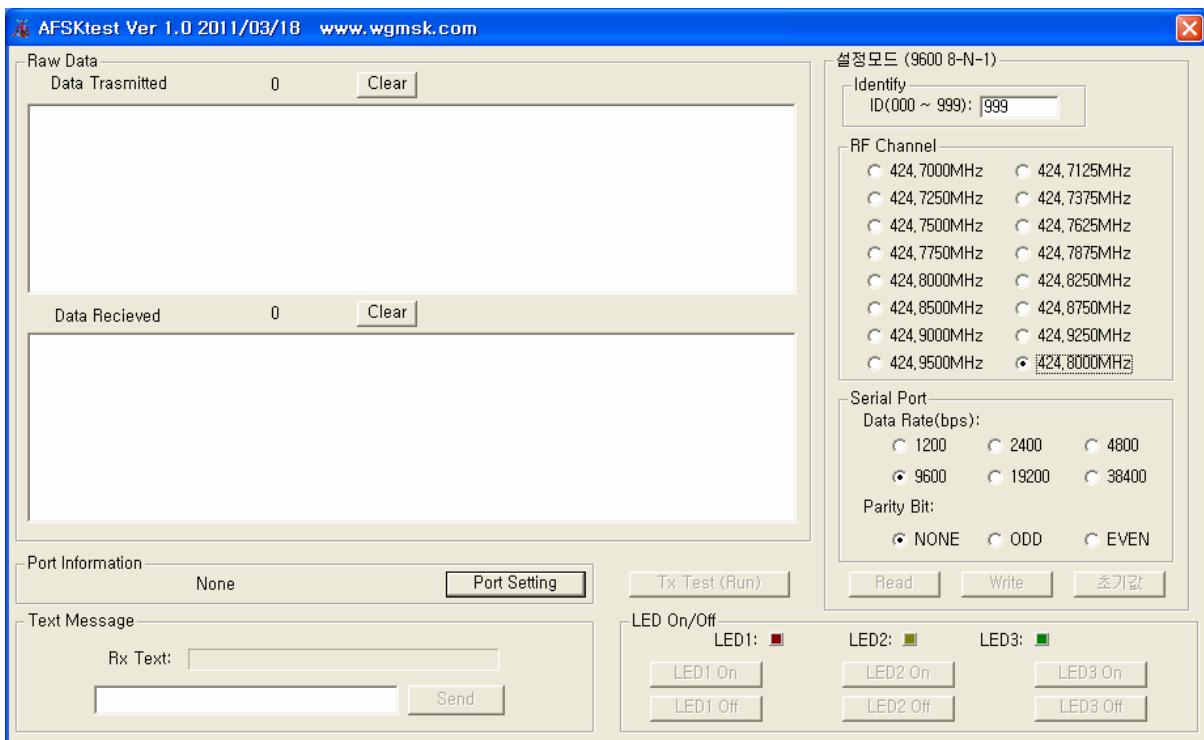 AFSKtest Ver 1.0 2011/03/18 www.wgmsk.com
Raw Data
Data Trasmitted 0 Clear
Data Recieved 0 Clear
Port Information
None Port Setting
Tx Test (Run)
Text Message
Rx Text:
Send
설정모드 (9600 8-N-1)
Identify
ID(000 ~ 999): 999
RF Channel
424,7000MHz 424,7125MHz
424,7250MHz 424,7375MHz
424,7500MHz 424,7625MHz
424,7750MHz 424,7875MHz
424,8000MHz 424,8250MHz
424,8500MHz 424,8750MHz
424,9000MHz 424,9250MHz
424,9500MHz 424,8000MHz
Serial Port
Data Rate(bps):
1200 2400 4800
9600 19200 38400
Parity Bit:
NONE ODD EVEN
Read Write 초기값
LED On/Off
LED1: LED2: LED3:
LED1 On LED2 On LED3 On
LED1 Off LED2 Off LED3 Off